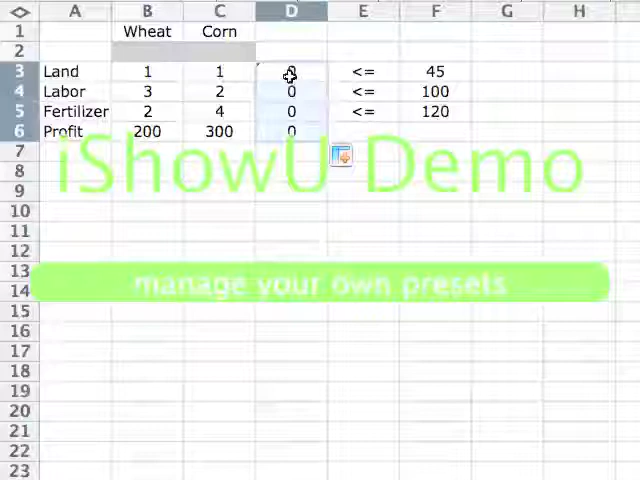 A B C D E F G H
1 Wheat Corn
2
3 Land 1 1 0 <= 45
4 Labor 3 2 0 <= 100
5 Fertilizer 2 4 0 <= 120
6 Profit 200 300 0
7
iShowU Demo
8
9
10
11
12
13
manage your own presets
14
15
16
17
18
19
20
21
22
23